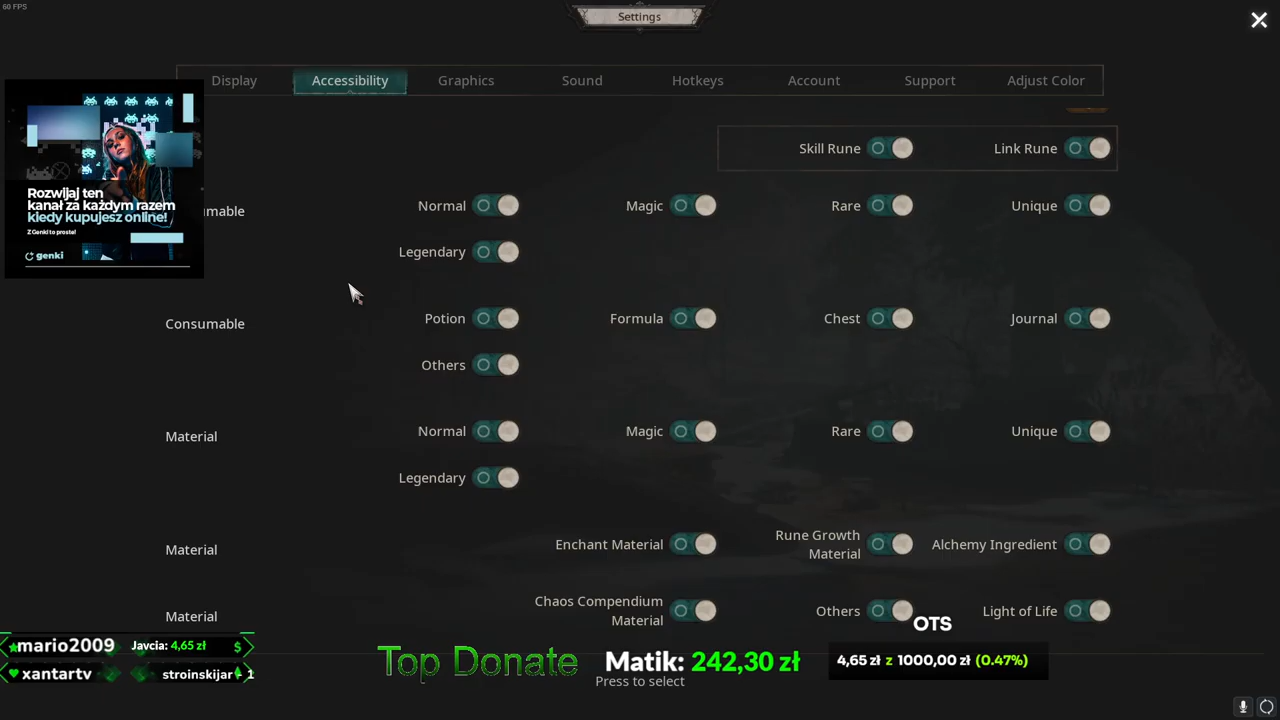 60 FPS
Settings
Display Accessibility Graphics Sound Hotkeys Account Support Adjust Color
Skill Rune Link Rune
Rozwijaj ten
kanał za każdym razem
kiedy kupujesz online!
Z Genki to proste!
genki
umable Normal Magic Rare Unique
Legendary
Consumable Potion Formula Chest Journal
Others
Material Normal Magic Rare Unique
Legendary
Material Enchant Material Rune Growth Material Alchemy Ingredient
Material Chaos Compendium Material Others Light of Life
OTS
mario2009 Javcia: 4,65 zł $
xantartv stroinskijar 1
Top Donate Matik: 242,30 zł
4,65 zł z 1000,00 zł (0.47%)
Press to select